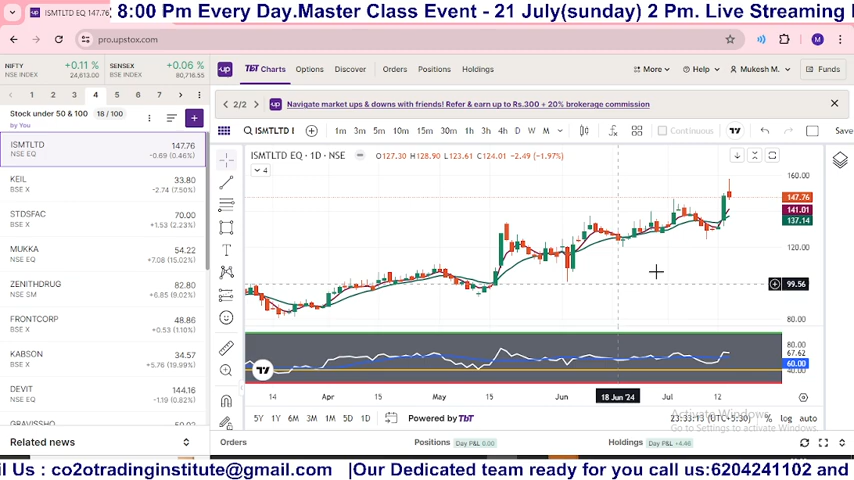 8:00 Pm Every Day.Master Class Event - 21 July(sunday) 2 Pm. Live Streaming
ISMTLTD EQ 147.76
pro.upstox.com
M
NIFTY
NSE INDEX
+0.11 %
24,613.00
SENSEX
BSE INDEX
+0.06 %
80,716.55
up
TBT Charts
Options
Discover
Orders
Positions
Holdings
More
Help
Mukesh M.
Funds
1 2 3 4 5 6 7
2/2
Navigate market ups & downs with friends! Refer & earn up to Rs.300 + 20% brokerage commission
Stock under 50 & 100 18 / 100
by You
ISMTLTD I
1m 3m 5m 10m 15m 30m 1h 2h 3h 4h D W M
Continuous
Save
ISMTLTD
NSE EQ
147.76
-0.69 (0.46%)
KEIL
BSE X
33.80
-2.74 (7.50%)
STDSFAC
BSE X
70.00
+1.53 (2.23%)
MUKKA
NSE EQ
54.22
+7.08 (15.02%)
ZENITHDRUG
NSE SM
82.80
+6.85 (9.02%)
FRONTCORP
BSE X
48.86
+0.53 (1.10%)
KABSON
BSE X
34.57
+5.76 (19.99%)
DEVIT
NSE EQ
144.16
-1.19 (0.82%)
Related news
ISMTLTD EQ · 1D · NSE
O127.30 H128.90 L123.61 C124.01 -2.49 (-1.97%)
4
160.00
147.76
141.01
137.14
120.00
99.56
80.00
80.00
67.62
60.00
40.00
14 Apr 15 May 15 Jun 18 Jun '24 Jul 12
5Y 1Y 6M 3M 1M 5D 1D
Powered by TBT
Activate Windows
Go to Settings to activate Windows.
23:33:13 (UTC+5:30)
% log auto
Orders
Positions Day P&L 0.00
Holdings Day P&L +4.46
il Us : co2otradinginstitute@gmail.com |Our Dedicated team ready for you call us:6204241102 and